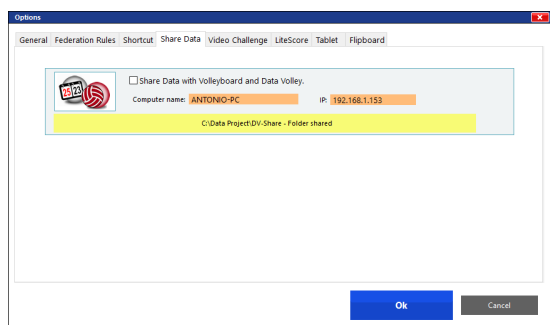 Options
General Federation Rules Shortcut Share Data Video Challenge LiteScore Tablet Flipboard
25 23
Share Data with Volleyboard and Data Volley.
Computer name: ANTONIO-PC IP: 192.168.1.153
C:\Data Project\DV-Share - Folder shared
Ok Cancel